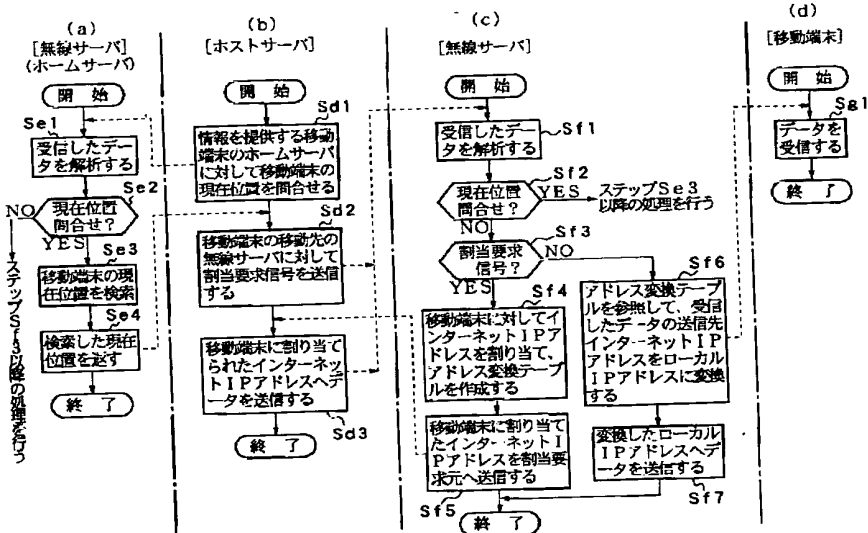 (a)
[無線サーバ]
(ホームサーバ)
開 始
Se1
受信したデー
タを解析する
Se2
現在位置
問合せ?
NO
YES
Se3
移動端末の現
在位置を検索
Se4
検索した現在
位置を返す
終 了
ステップSf3以降の処理を行う
(b)
[ホストサーバ]
開 始
Sd1
情報を提供する移動
端末のホームサーバ
に対して移動端末の
現在位置を問合せる
Sd2
移動端末の移動先の
無線サーバに対して
割当要求信号を送信
する
移動端末に割り当て
られたインターネッ
トIPアドレスへデ
ータを送信する
Sd3
終 了
(c)
[無線サーバ]
開 始
Sf1
受信したデー
タを解析する
Sf2
現在位置
問合せ?
YES
ステップSe3
以降の処理を行う
NO
Sf3
割当要求
信号?
NO
YES
Sf4
移動端末に対してイン
ターネットIPア
ドレスを割り当て、
アドレス変換テーブ
ルを作成する
移動端末に割り当て
たインターネットI
Pアドレスを割当要
求元へ送信する
Sf5
Sf6
アドレス変換テーブ
ルを参照して、受信
したデータの送信先
インターネットIP
アドレスをローカル
IPアドレスに変換
する
変換したローカル
IPアドレスへデ
ータを送信する
Sf7
終 了
(d)
[移動端末]
開 始
Sg1
データを
受信する
終 了